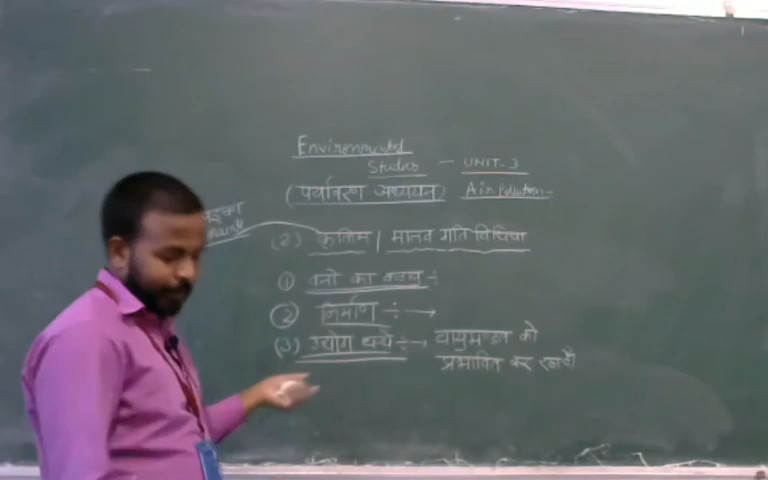 Environmental
Studies - UNIT-3
(पर्यावरण अध्ययन) Air Pollution-
(2) कृत्रिम / मानव गति विधिया
① वनो का कटाव ÷
② निर्माण ÷ →
(3) उद्योग धन्धे ÷ → वायुमण्डल को
प्रभावित कर रहा है